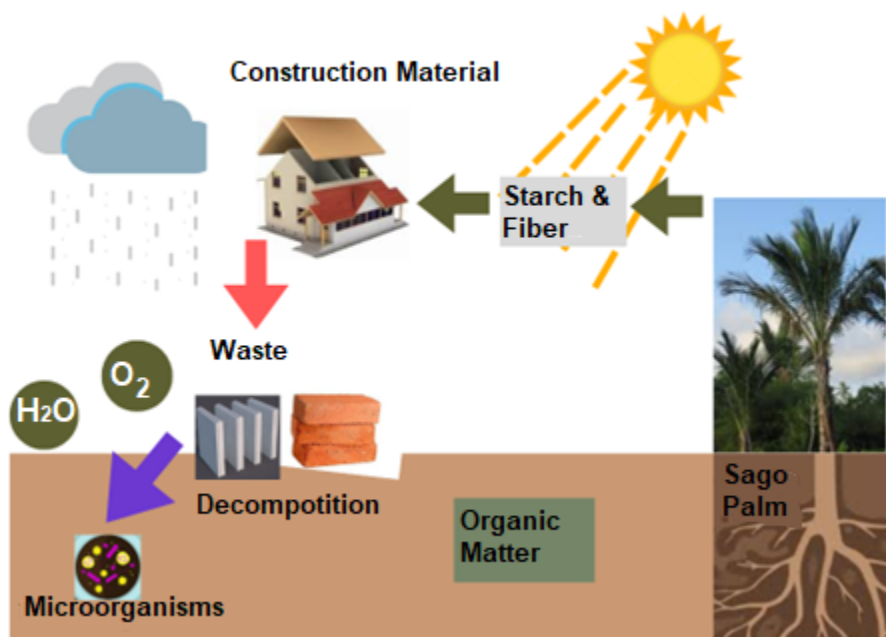 Construction Material
Starch &
Fiber
Waste
O2
H2O
Decompotition
Sago
Palm
Organic
Matter
Microorganisms